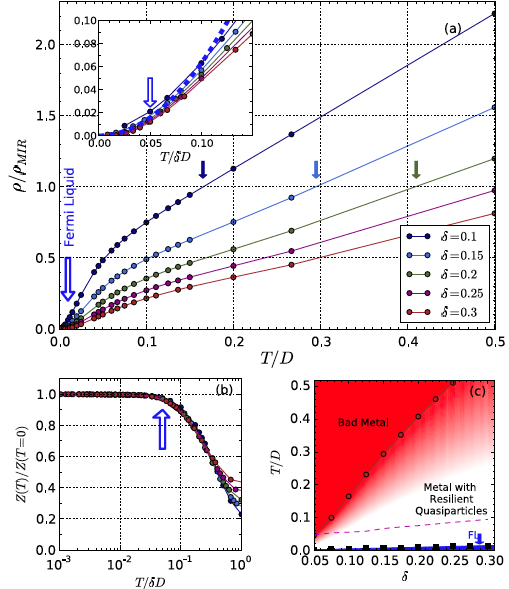 (a)
ρ/ρ_MIR
2.0
1.5
1.0
0.5
0.0
0.0 0.1 0.2 0.3 0.4 0.5
T/D
Fermi Liquid
0.10
0.08
0.06
0.04
0.02
0.00
0.00 0.05 0.10
T/δD
δ=0.1
δ=0.15
δ=0.2
δ=0.25
δ=0.3
(b)
Z(T)/Z(T=0)
1.0
0.8
0.6
0.4
0.2
0.0
10⁻³ 10⁻² 10⁻¹ 10⁰
T/δD
(c)
T/D
0.5
0.4
0.3
0.2
0.1
0.0
0.05 0.10 0.15 0.20 0.25 0.30
δ
Bad Metal
Metal with
Resilient
Quasiparticles
FL